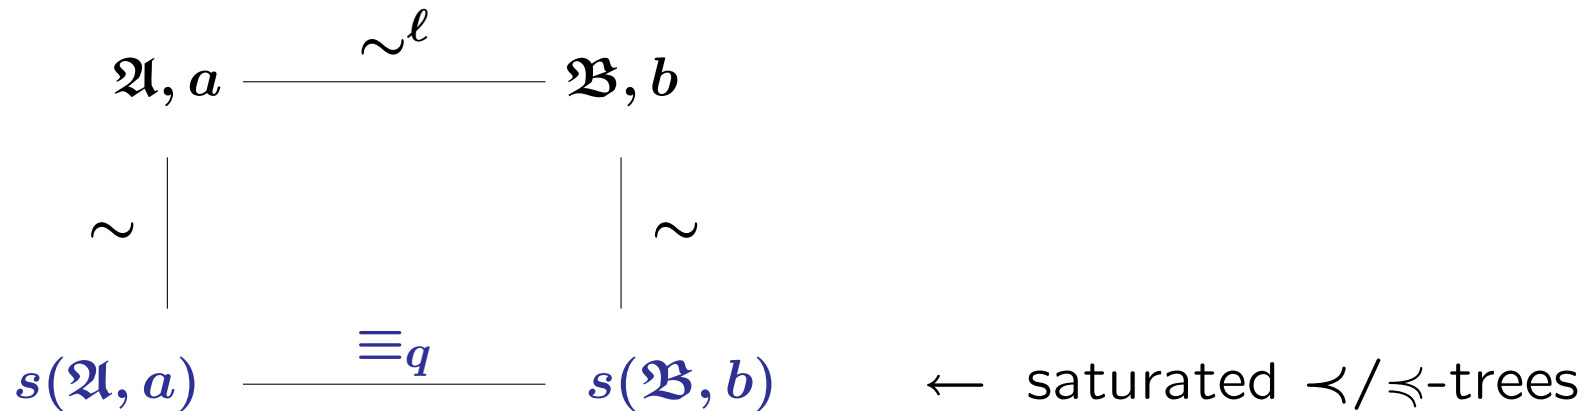 ∼^ℓ
𝔄, a 𝔅, b
∼ ∼
≡_q
s(𝔄, a) s(𝔅, b) ← saturated ≺/≼-trees